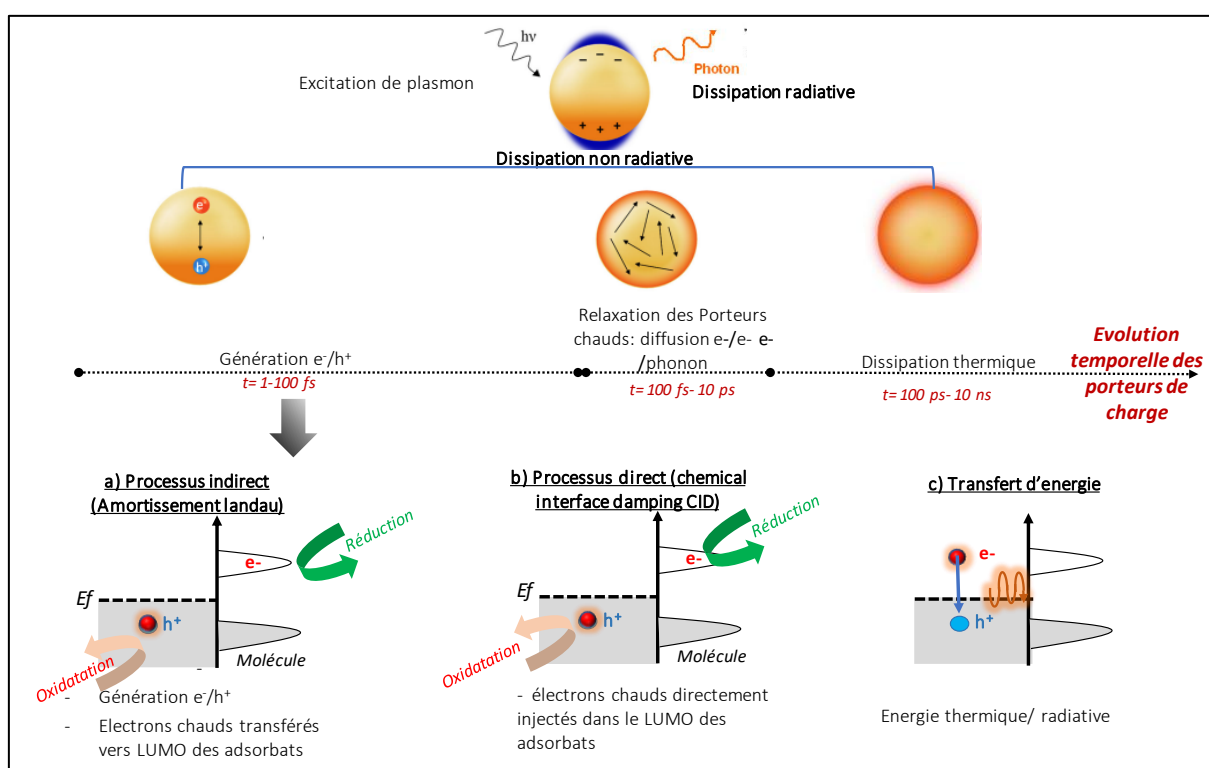 hν
Photon
Excitation de plasmon
Dissipation radiative
- - -
+ + +
Dissipation non radiative
e-
h+
Relaxation des Porteurs
chauds: diffusion e-/e- e-
/phonon
Génération e⁻/h⁺
t= 1-100 fs
t= 100 fs- 10 ps
Dissipation thermique
t= 100 ps- 10 ns
Evolution
temporelle des
porteurs de
charge
a) Processus indirect
(Amortissement landau)
Réduction
e-
Ef
h⁺
Oxidatation
Molécule
-
- Génération e⁻/h⁺
- Electrons chauds transférés
vers LUMO des adsorbats
b) Processus direct (chemical
interface damping CID)
Réduction
e-
Ef
h⁺
Oxidatation
Molécule
- électrons chauds directement
injectés dans le LUMO des
adsorbats
c) Transfert d'energie
e-
h⁺
Energie thermique/ radiative